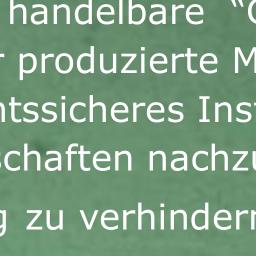 handelbare “G
r produzierte M
ntssicheres Inst
schaften nachzu
g zu verhindern